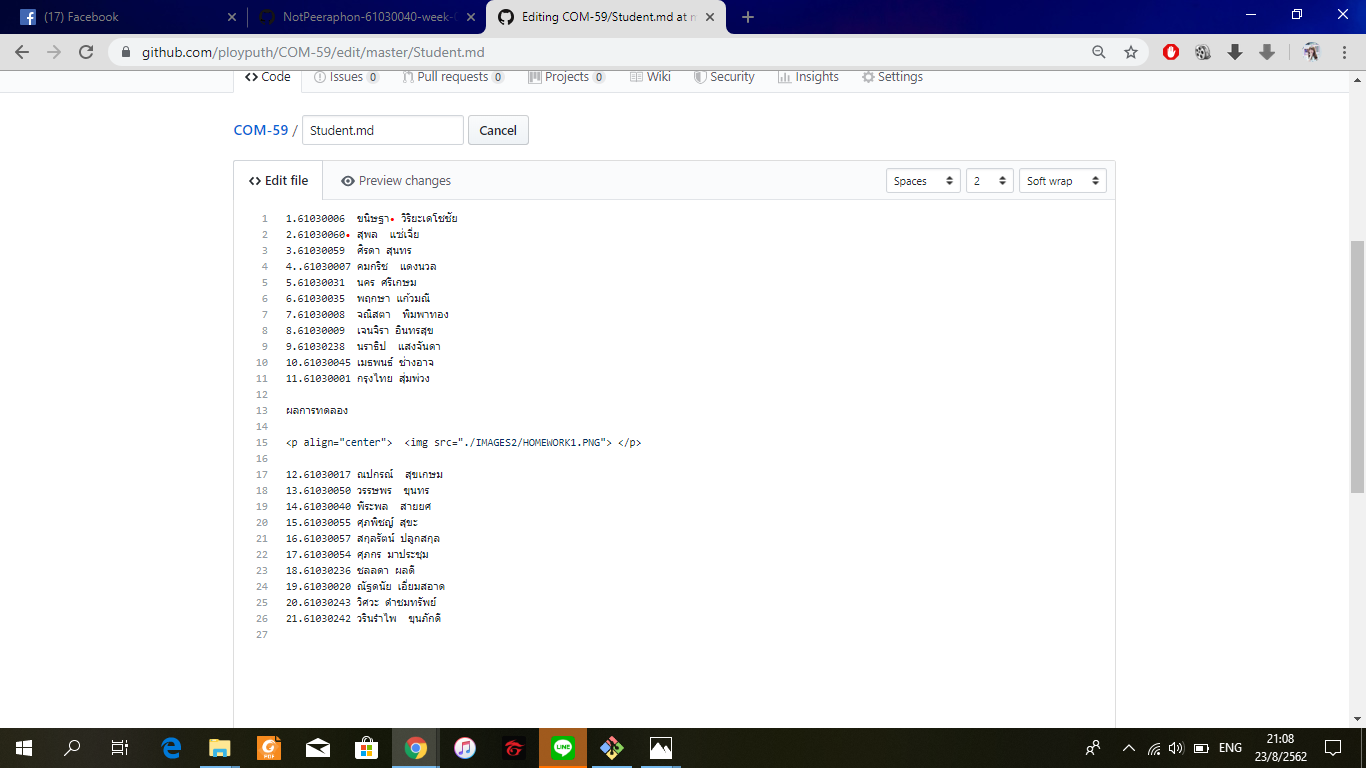 (17) Facebook
NotPeeraphon-61030040-week-
Editing COM-59/Student.md at m
github.com/ployputh/COM-59/edit/master/Student.md
Code Issues 0 Pull requests 0 Projects 0 Wiki Security Insights Settings
COM-59 / Student.md Cancel
Edit file Preview changes Spaces 2 Soft wrap
1 1.61030006 ขนิษฐา วิริยะเดโชชัย
2 2.61030060 สุพล แซ่เจี่ย
3 3.61030059 ศิรดา สุนทร
4 4..61030007 คมกริช แดงนวล
5 5.61030031 นคร ศรีเกษม
6 6.61030035 พฤกษา แก้วมณี
7 7.61030008 จณิสตา พิมพาทอง
8 8.61030009 เจนจิรา อินทรสุข
9 9.61030238 นราธิป แสงจันดา
10 10.61030045 เมธพนธ์ ช่างอาจ
11 11.61030001 กรุงไทย สุ่มพ่วง
12
13 ผลการทดลอง
14
15 <p align="center"> <img src="./IMAGES2/HOMEWORK1.PNG"> </p>
16
17 12.61030017 ณปกรณ์ สุขเกษม
18 13.61030050 วรรษพร ขุนทร
19 14.61030040 พีระพล สายยศ
20 15.61030055 ศุภพิชญ์ สุขะ
21 16.61030057 สกุลรัตน์ ปลูกสกุล
22 17.61030054 ศุภกร มาประชุม
23 18.61030236 ชลลดา ผลดี
24 19.61030020 ณัฐดนัย เอี่ยมสอาด
25 20.61030243 วิศวะ ดำชมทรัพย์
26 21.61030242 วรินรำไพ ขุนภักดี
27
PDF LINE ENG 21:08
23/8/2562